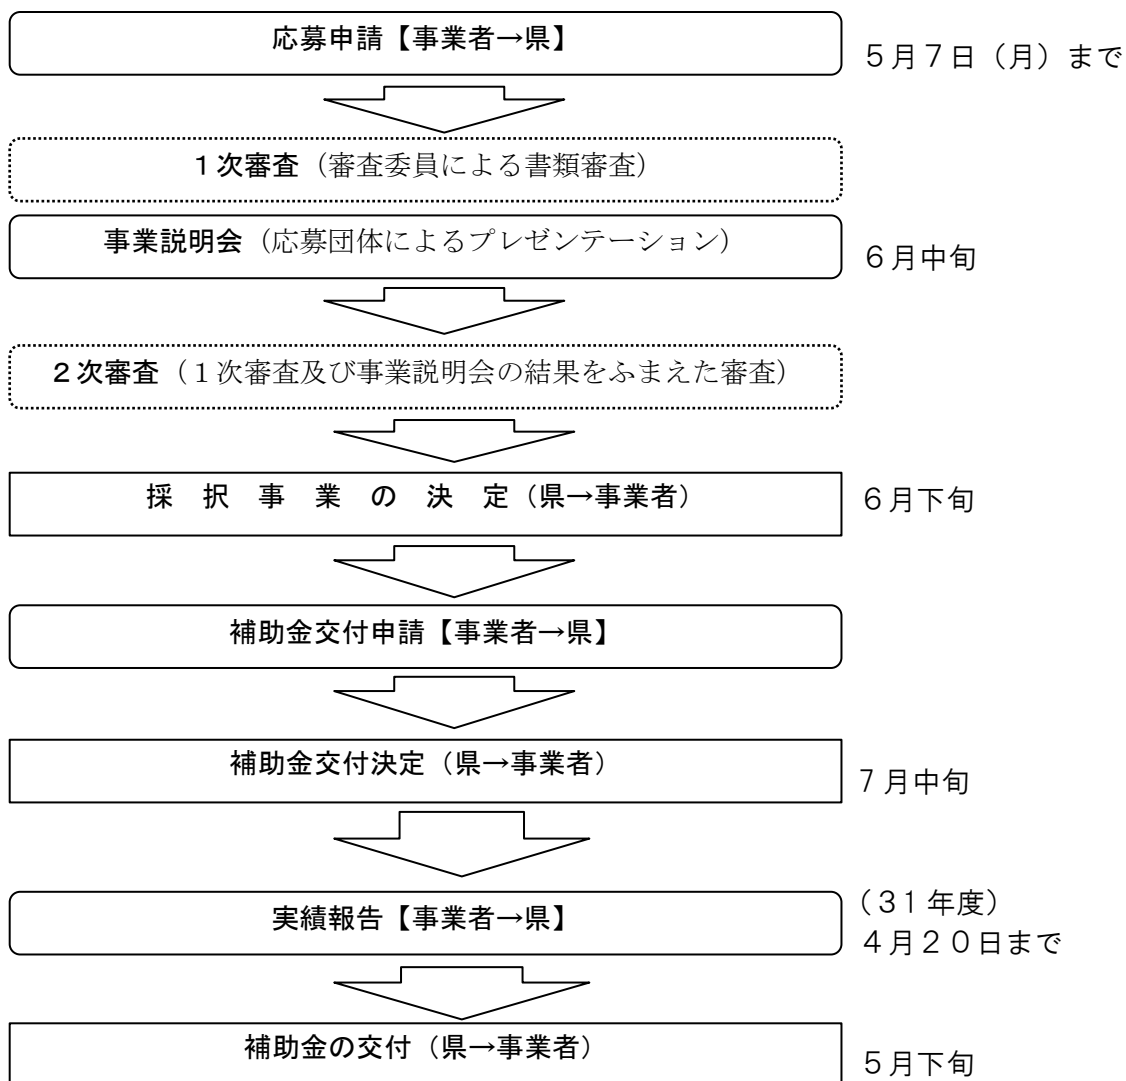 応募申請【事業者→県】
５月７日（月）まで
１次審査（審査委員による書類審査）
事業説明会（応募団体によるプレゼンテーション）
６月中旬
２次審査（１次審査及び事業説明会の結果をふまえた審査）
採　択　事　業　の　決　定（県→事業者）
６月下旬
補助金交付申請【事業者→県】
補助金交付決定（県→事業者）
７月中旬
実績報告【事業者→県】
（３１年度）
４月２０日まで
補助金の交付（県→事業者）
５月下旬